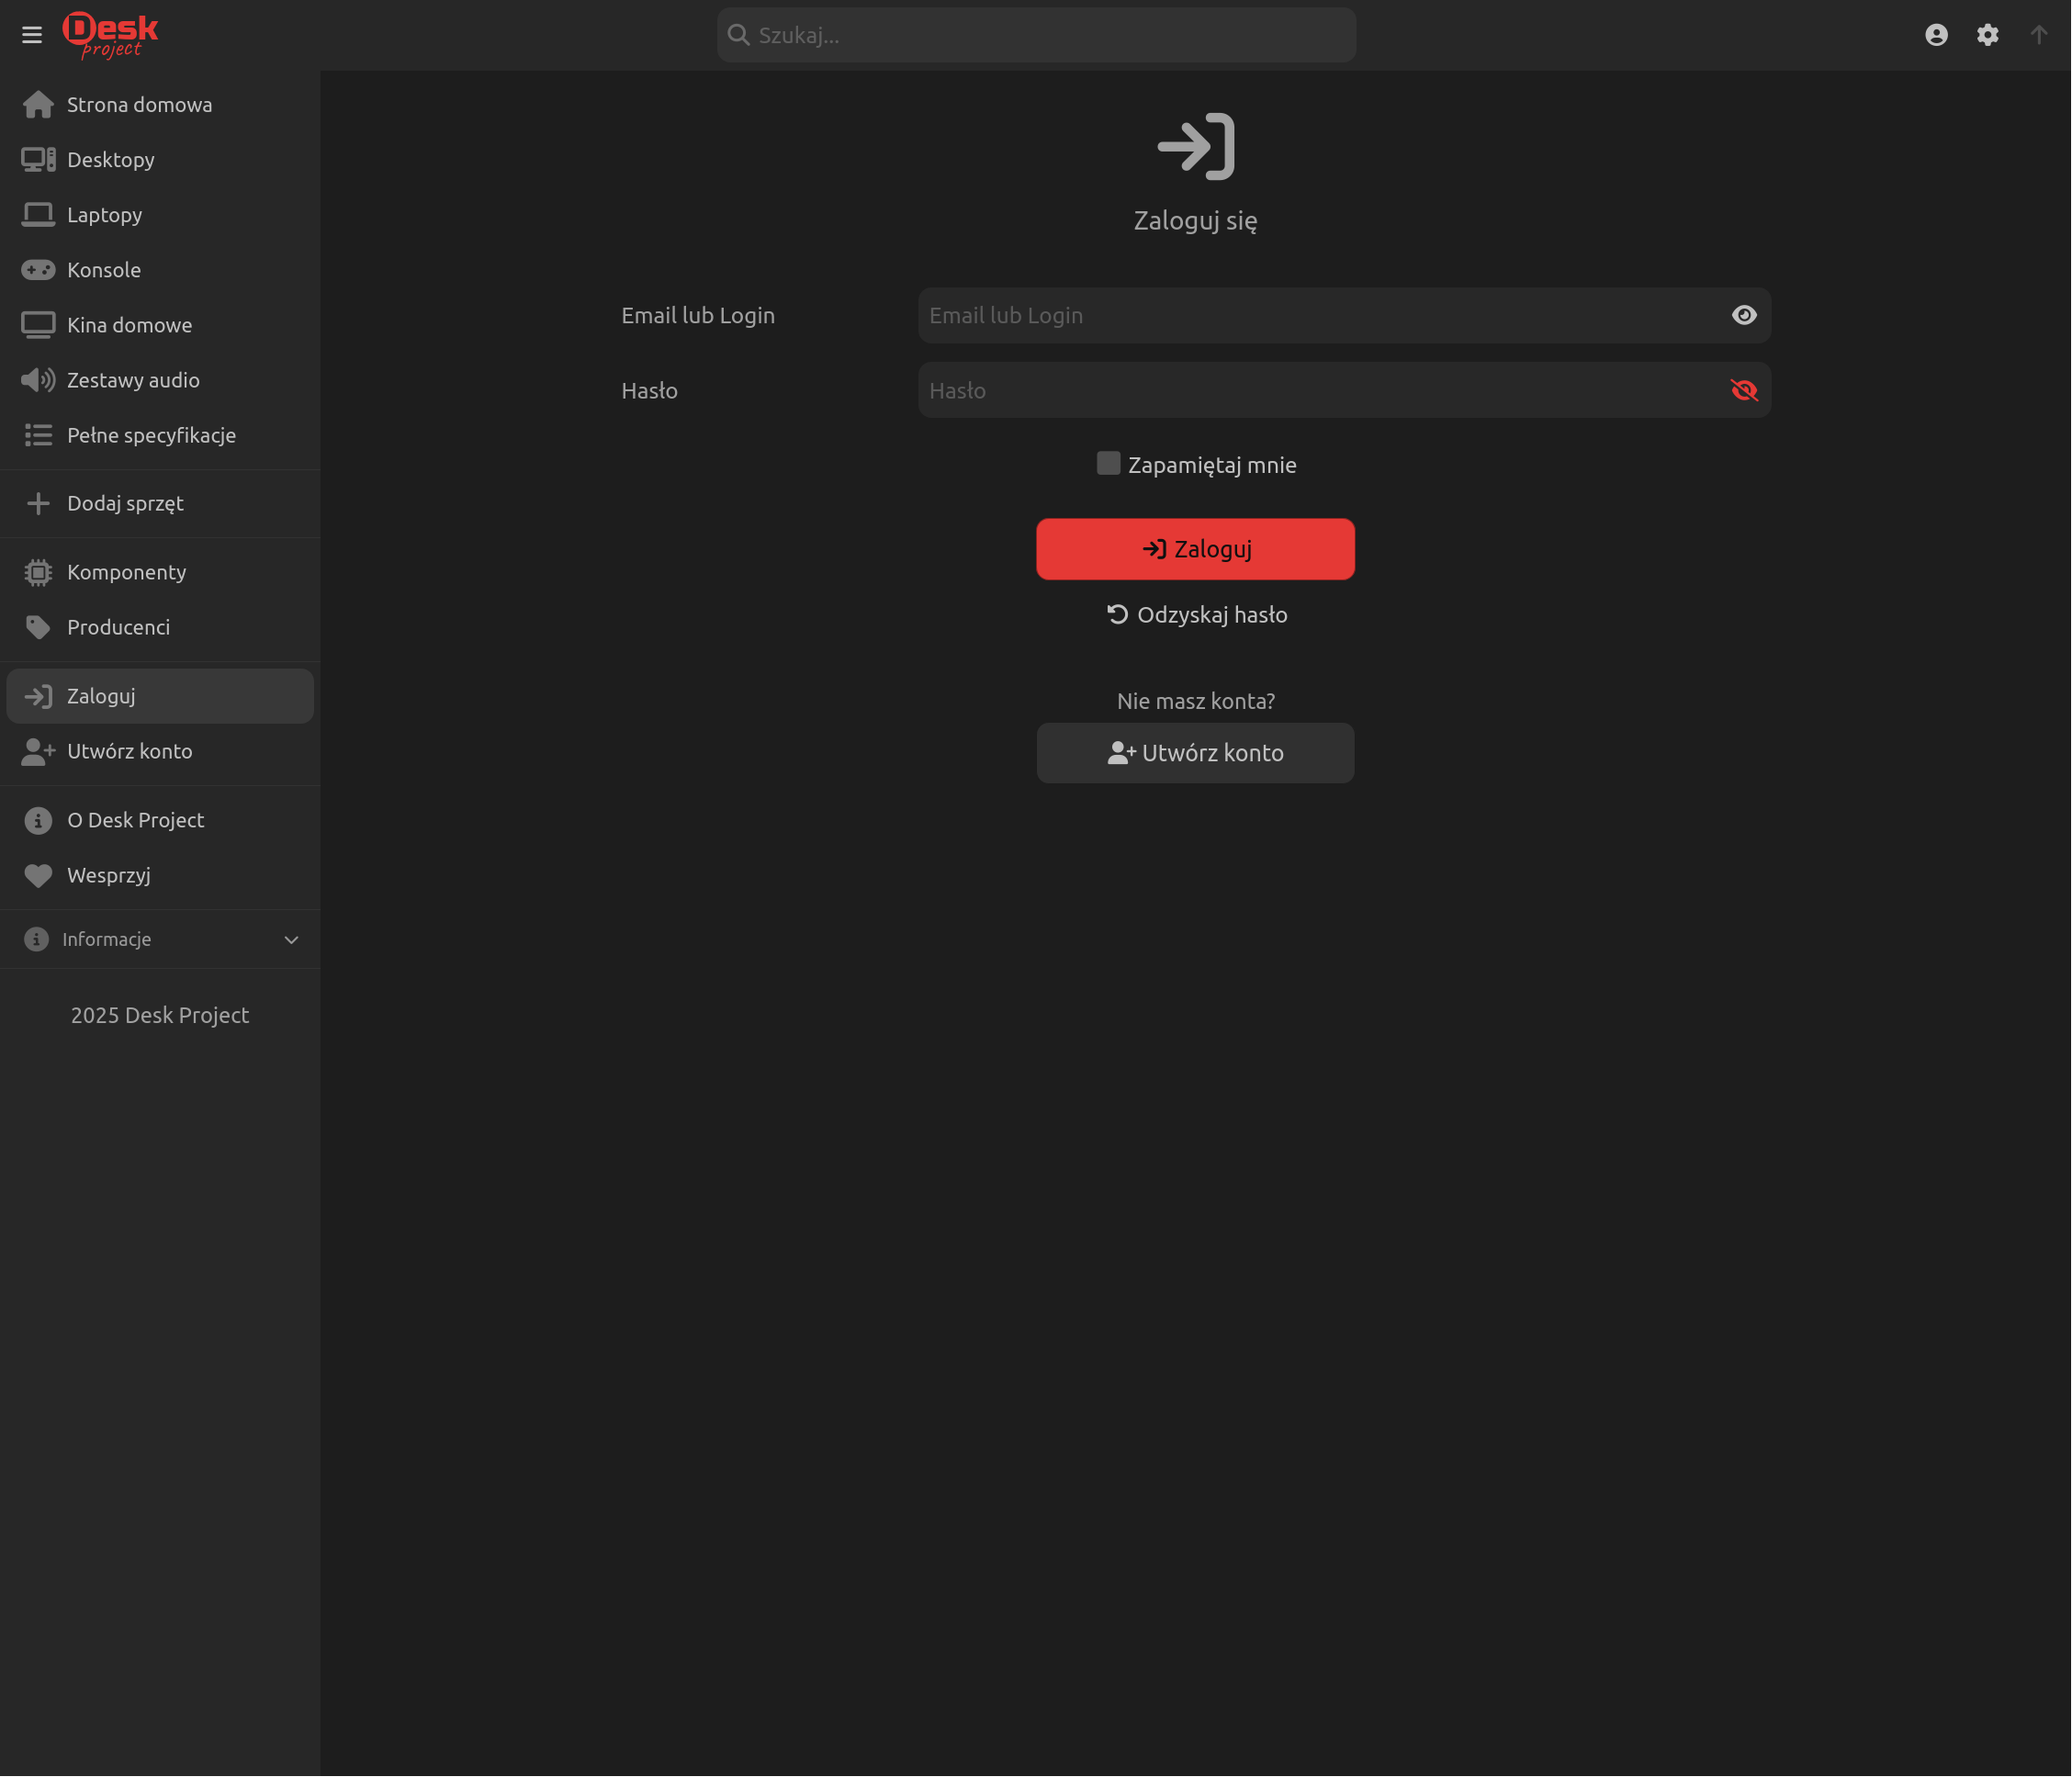 Desk
project
Szukaj...
Strona domowa
Desktopy
Laptopy
Konsole
Kina domowe
Zestawy audio
Pełne specyfikacje
Dodaj sprzęt
Komponenty
Producenci
Zaloguj
Utwórz konto
O Desk Project
Wesprzyj
Informacje
2025 Desk Project
Zaloguj się
Email lub Login
Email lub Login
Hasło
Hasło
Zapamiętaj mnie
Zaloguj
Odzyskaj hasło
Nie masz konta?
Utwórz konto